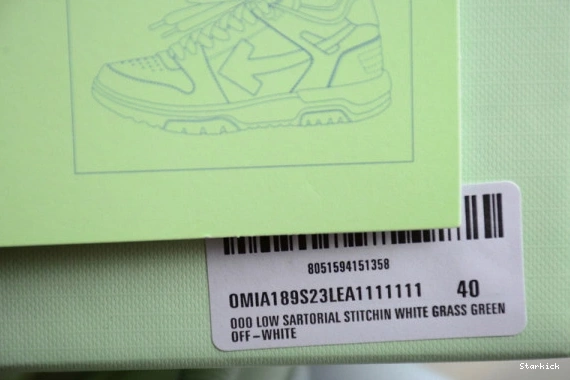 8051594151358
OMIA189S23LEA1111111 40
OOO LOW SARTORIAL STITCHIN WHITE GRASS GREEN
OFF-WHITE
Starkick